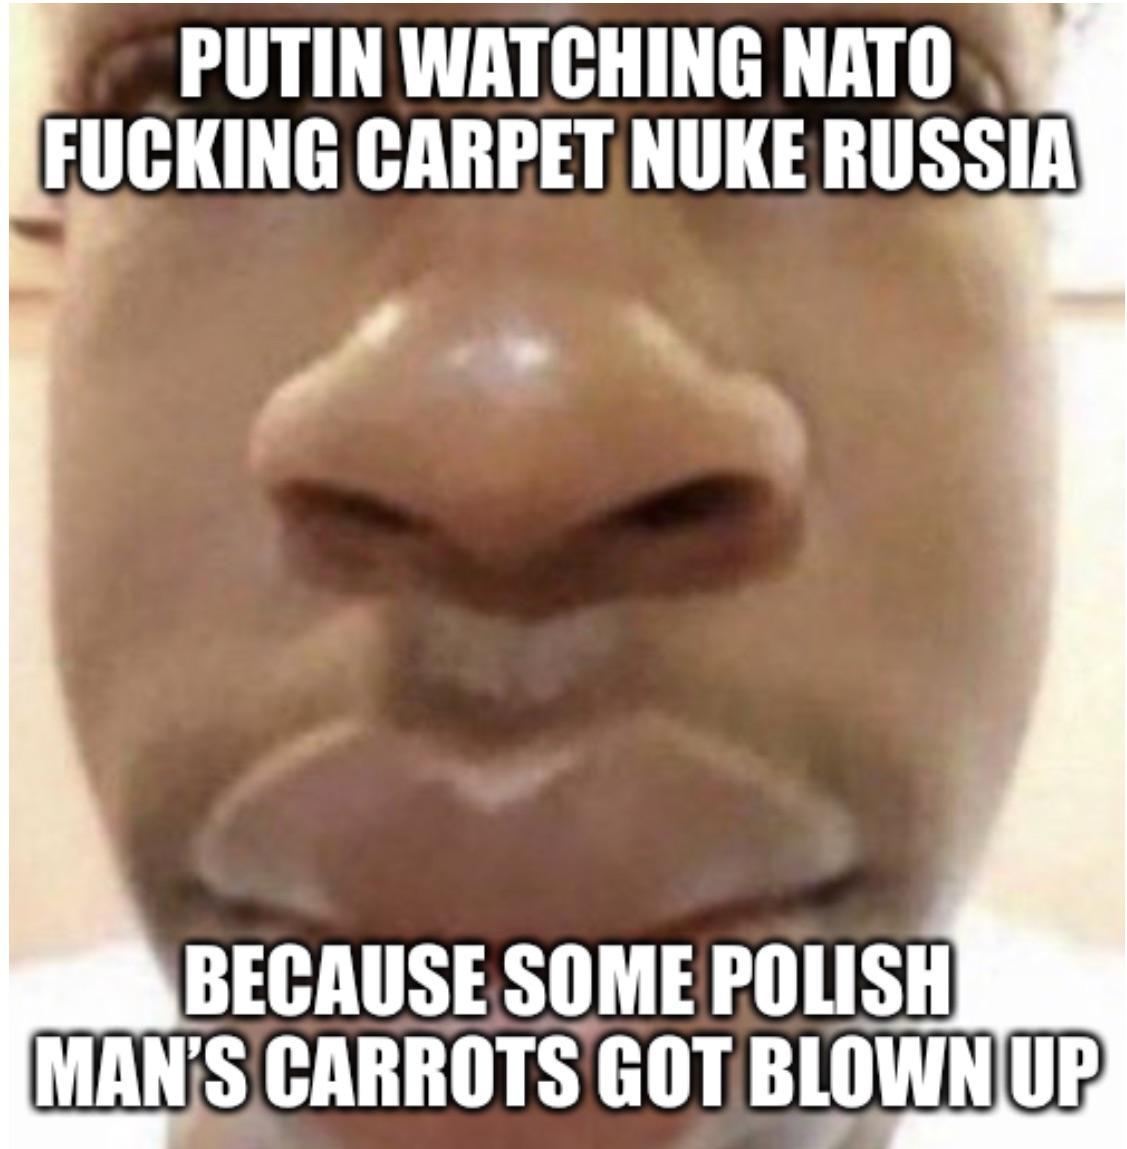 PUTIN WATCHING NATO
FUCKING CARPET NUKE RUSSIA
BECAUSE SOME POLISH
MAN'S CARROTS GOT BLOWN UP